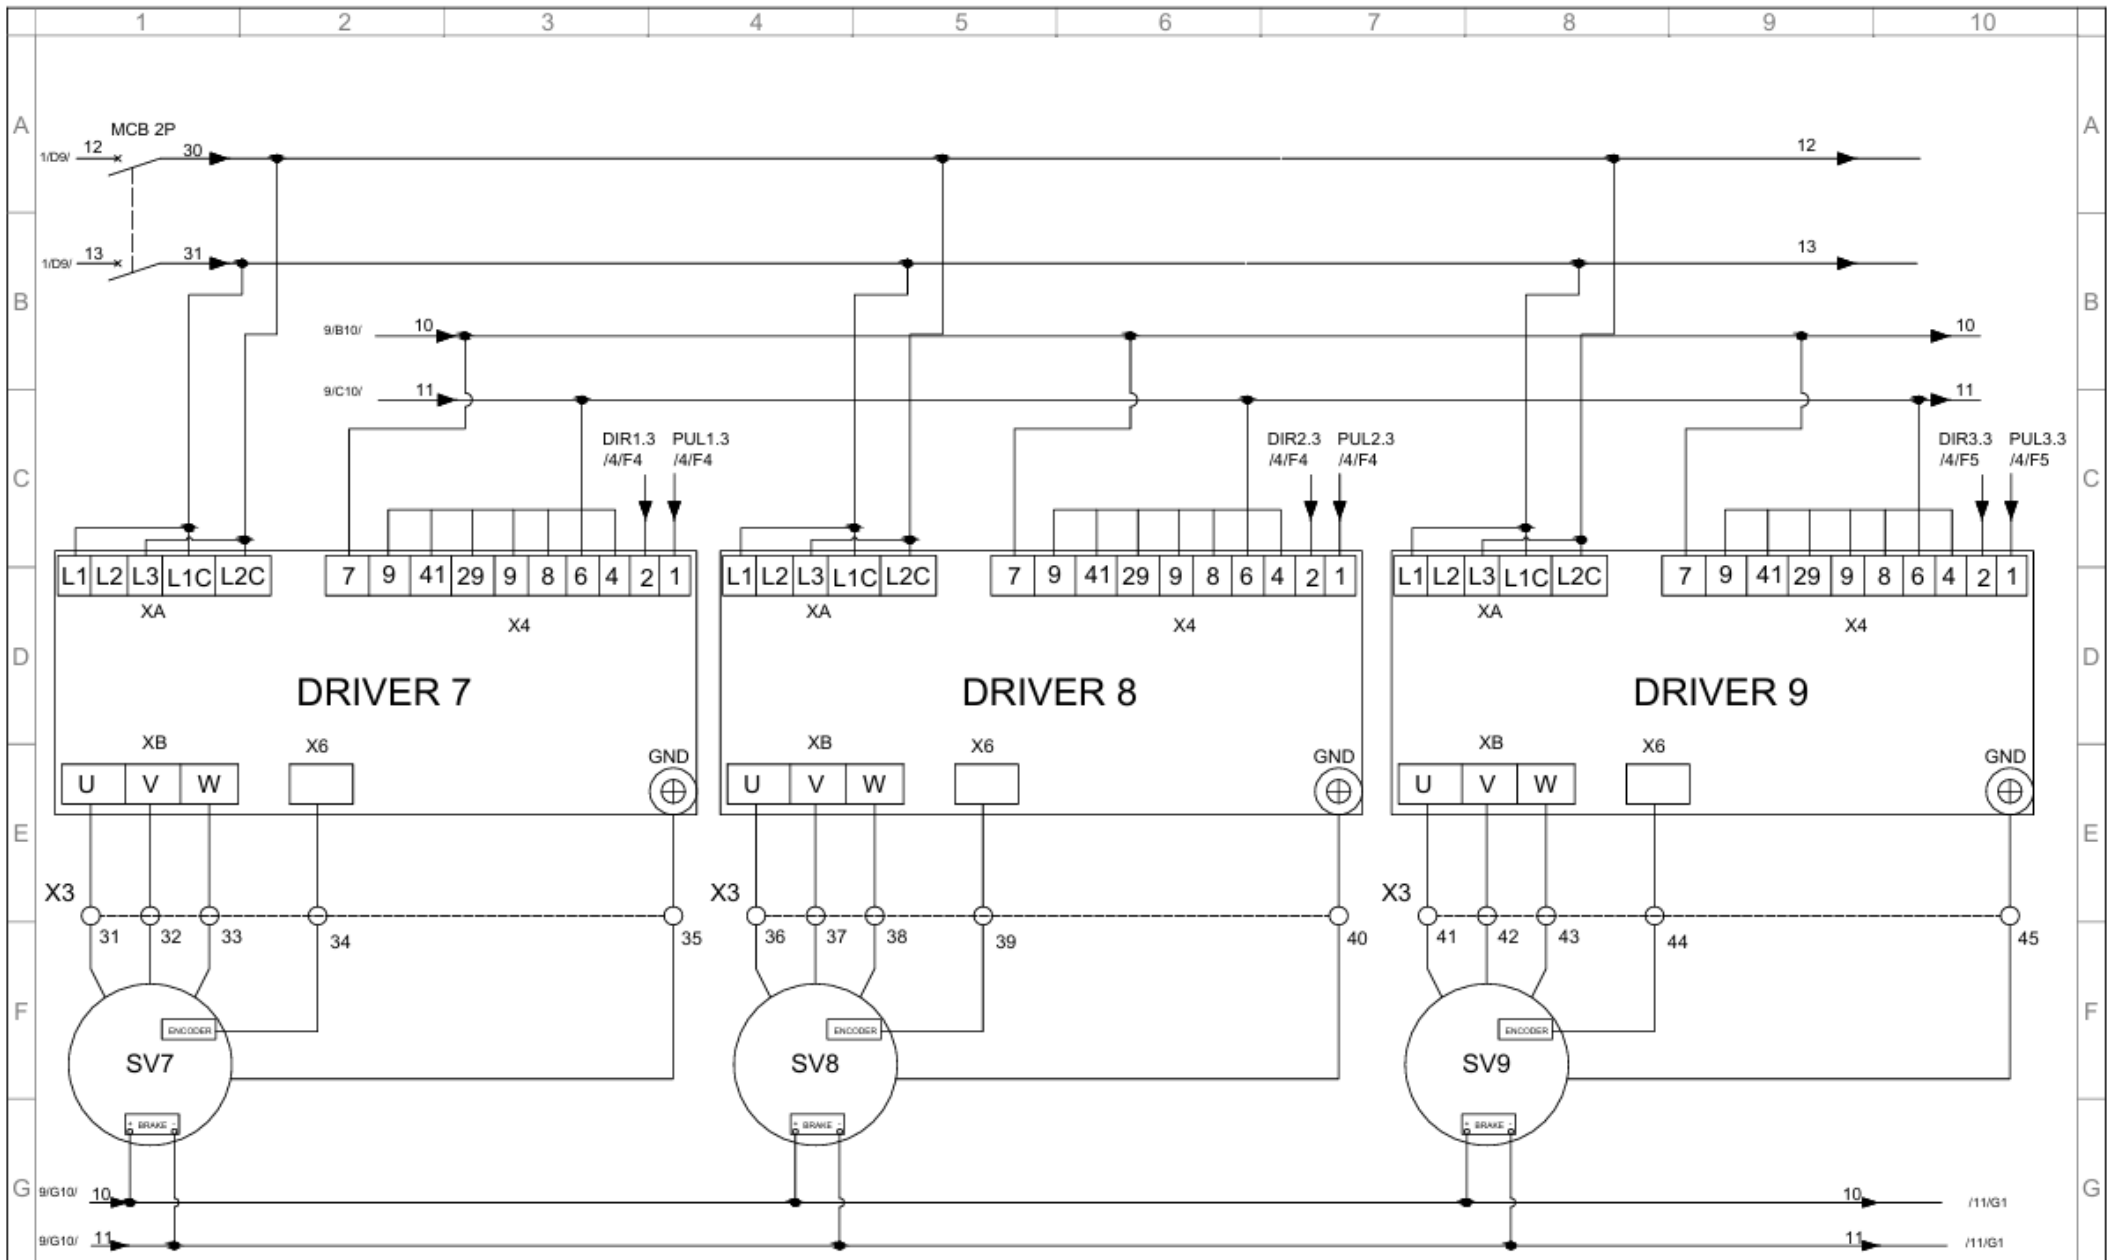 1 2 3 4 5 6 7 8 9 10
A MCB 2P A
1/D9/ 12 30 12
1/D9/ 13 31 13
B B
9/B10/ 10 10
9/C10/ 11 11
DIR1.3 PUL1.3 DIR2.3 PUL2.3 DIR3.3 PUL3.3
/4/F4 /4/F4 /4/F4 /4/F4 /4/F5 /4/F5
C C
L1 L2 L3 L1C L2C 7 9 41 29 9 8 6 4 2 1 L1 L2 L3 L1C L2C 7 9 41 29 9 8 6 4 2 1 L1 L2 L3 L1C L2C 7 9 41 29 9 8 6 4 2 1
XA X4 XA X4 XA X4
D D
DRIVER 7 DRIVER 8 DRIVER 9
XB X6 GND XB X6 GND XB X6 GND
U V W U V W U V W
E E
X3 X3 X3
31 32 33 34 35 36 37 38 39 40 41 42 43 44 45
F F
ENCODER ENCODER ENCODER
SV7 SV8 SV9
+ BRAKE - + BRAKE - + BRAKE -
G G
9/G10/ 10 10 /11/G1
9/G10/ 11 11 /11/G1